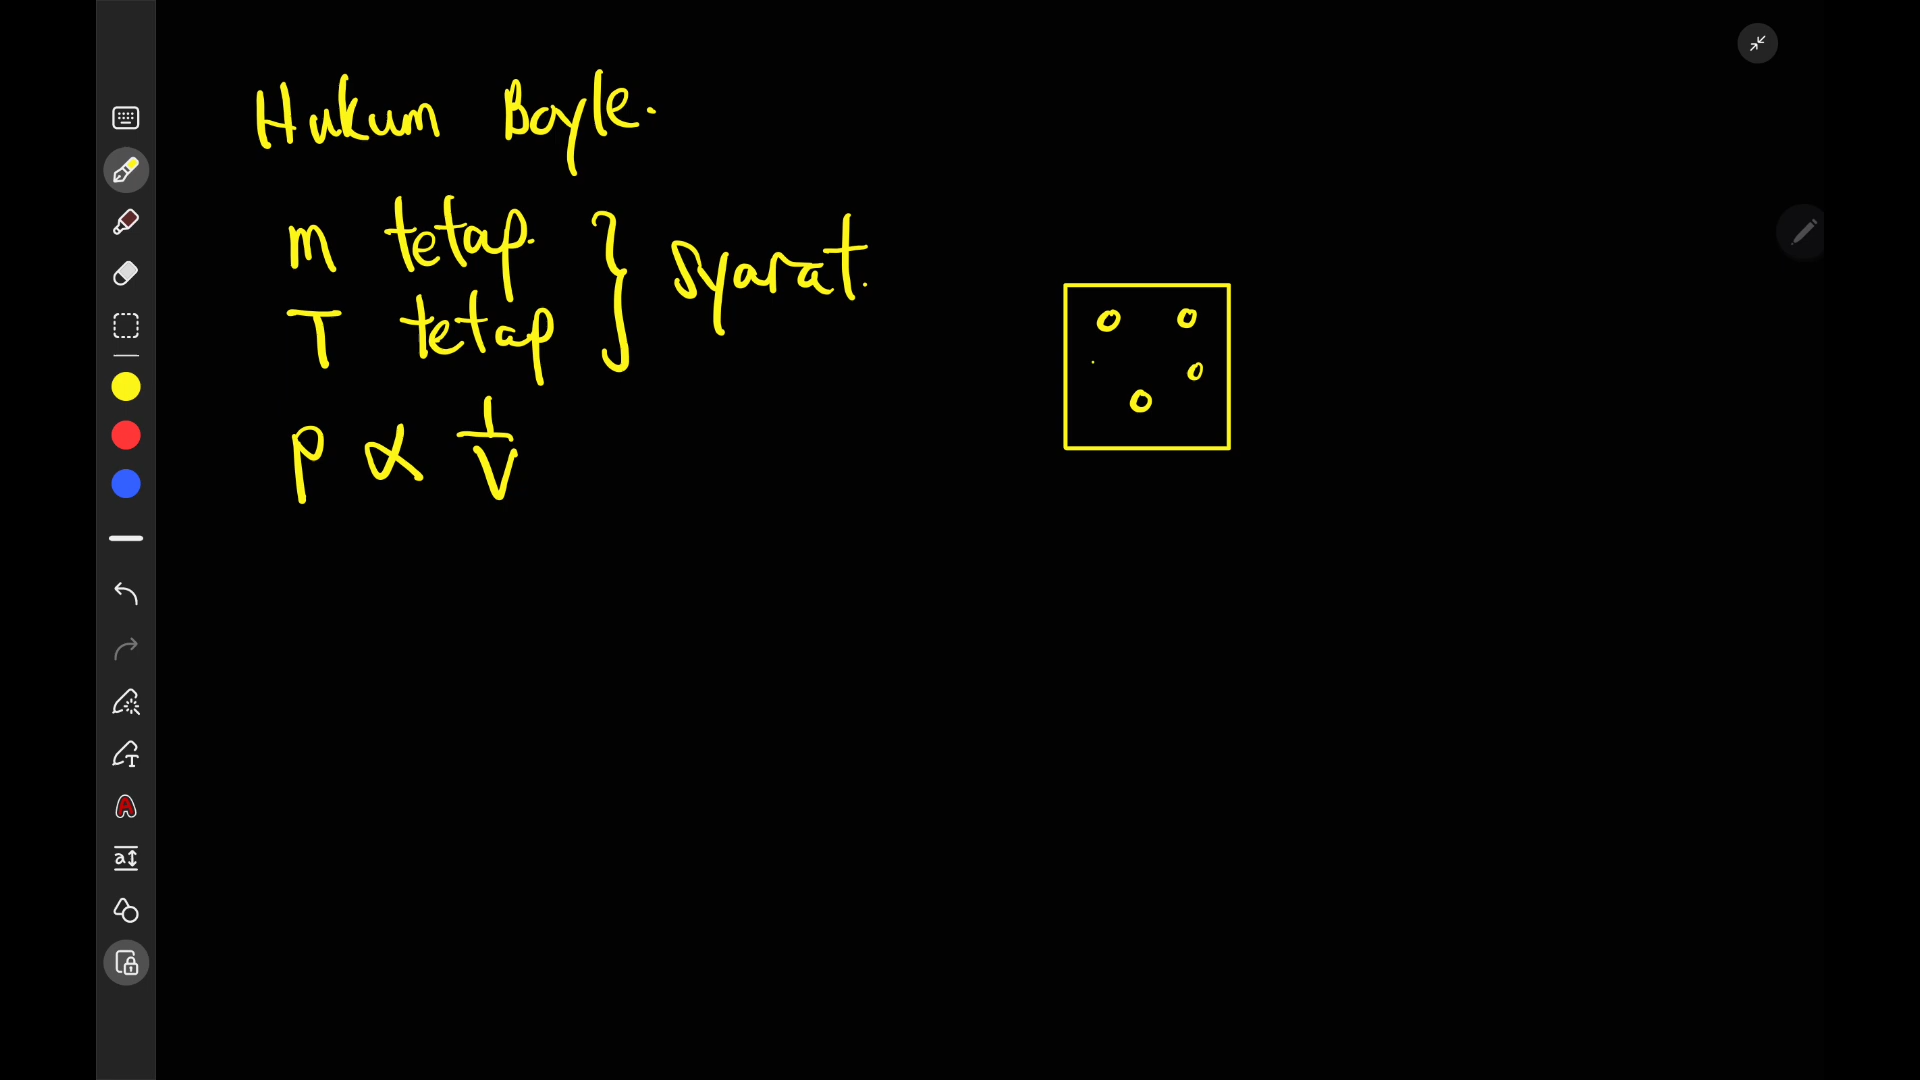 Hukum Boyle.
m tetap. } syarat.
T tetap
P ∝ 1/V